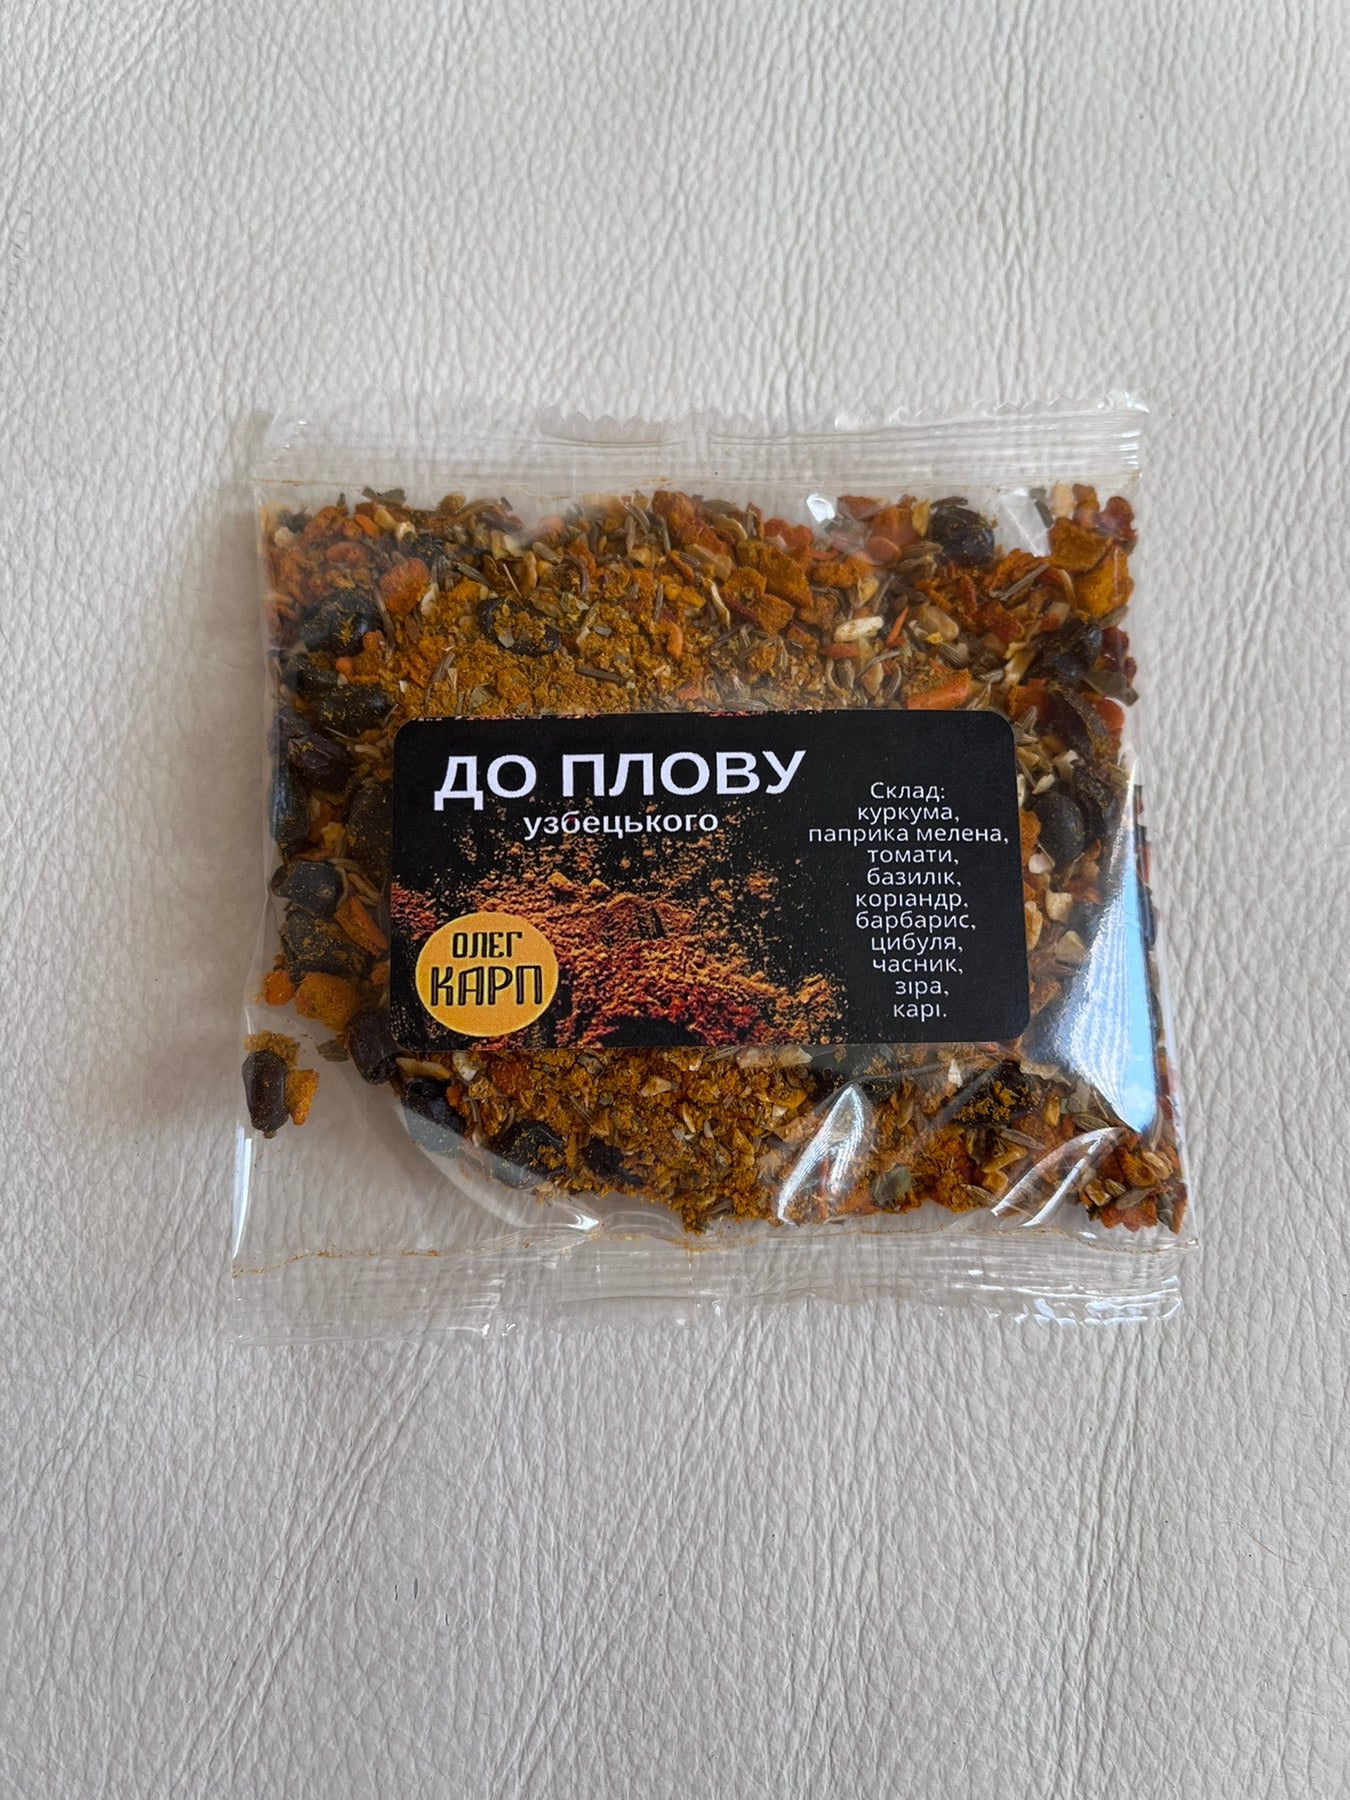 ДО ПЛОВУ
узбецького
ОЛЕГ
КАРП
Склад:
куркума,
паприка мелена,
томати,
базилік,
коріандр,
барбарис,
цибуля,
часник,
зіра,
карі.